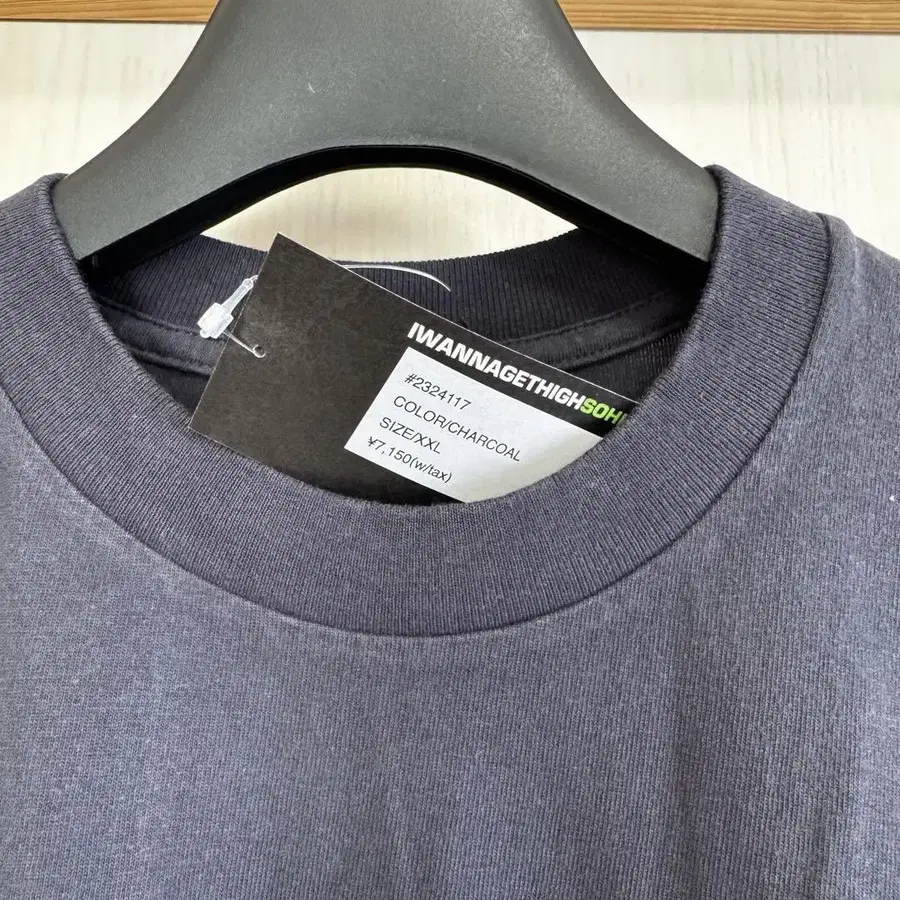 IWANNAGETHIGHSOH
#2324117
COLOR/CHARCOAL
SIZE/XXL
¥7,150(w/tax)